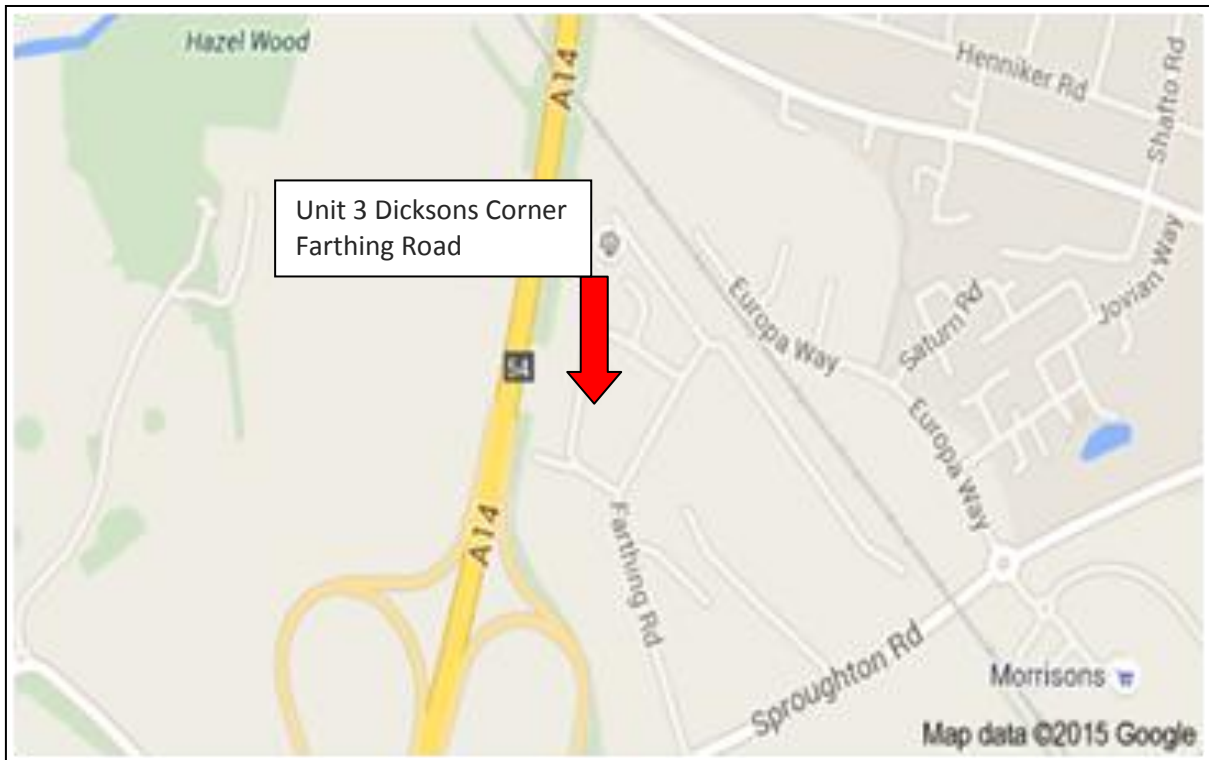 Hazel Wood
A14
Henniker Rd
Shafto Rd
Unit 3 Dicksons Corner
Farthing Road
Europa Way
Saturn Rd
Jovian Way
54
Europa Way
A14
Farthing Rd
Sproughton Rd
Morrisons
Map data ©2015 Google